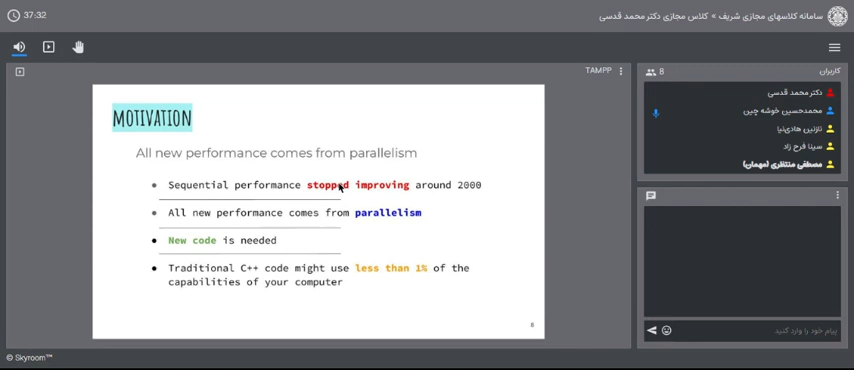 37:32
سامانه کلاسهای مجازی شریف > کلاس مجازی دکتر محمد قدسی
TAMPP
MOTIVATION
All new performance comes from parallelism
● Sequential performance stopped improving around 2000
● All new performance comes from parallelism
● New code is needed
● Traditional C++ code might use less than 1% of the
capabilities of your computer
8
8
کاربران
دکتر محمد قدسی
محمدحسین خوشه چین
نازنین هادی‌نیا
سینا فرح زاد
مصطفی منتظری (مهمان)
پیام خود را وارد کنید
© Skyroom™